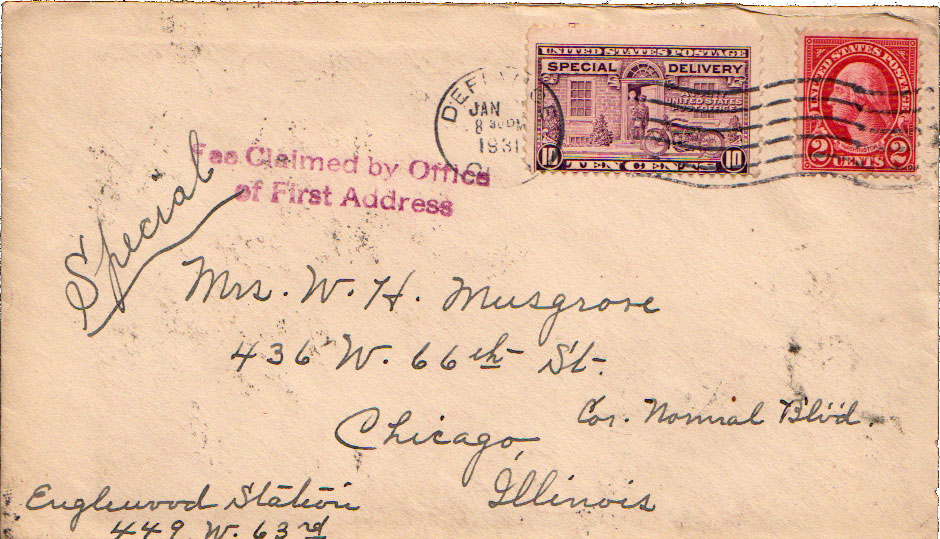 UNITED STATES POSTAGE
SPECIAL DELIVERY
UNITED STATES
POST OFFICE
10 TEN CENTS 10
UNITED STATES POSTAGE
2 CENTS 2
JAN
8 30
1931
Fee Claimed by Office
of First Address
Special
Mrs. W. H. Musgrove
436 W. 66th St.
Cor. Normal Blvd.
Chicago,
Illinois
Englewood Station
449 W. 63rd